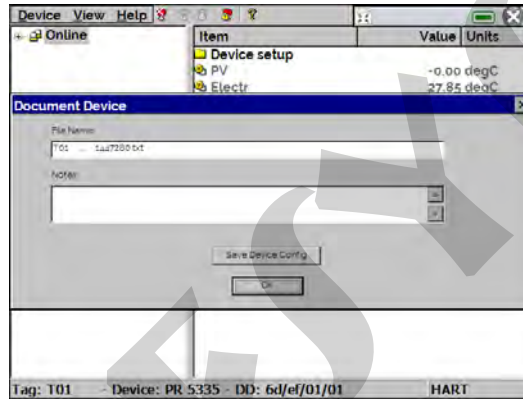 Device View Help
Online
Item Value Units
Device setup
PV -0.00 degC
Electr 27.85 degC
Document Device
File Name:
T01
Notes:
Save Device Config
OK
Tag: T01 - Device: PR 5335 - DD: 6d/ef/01/01 HART